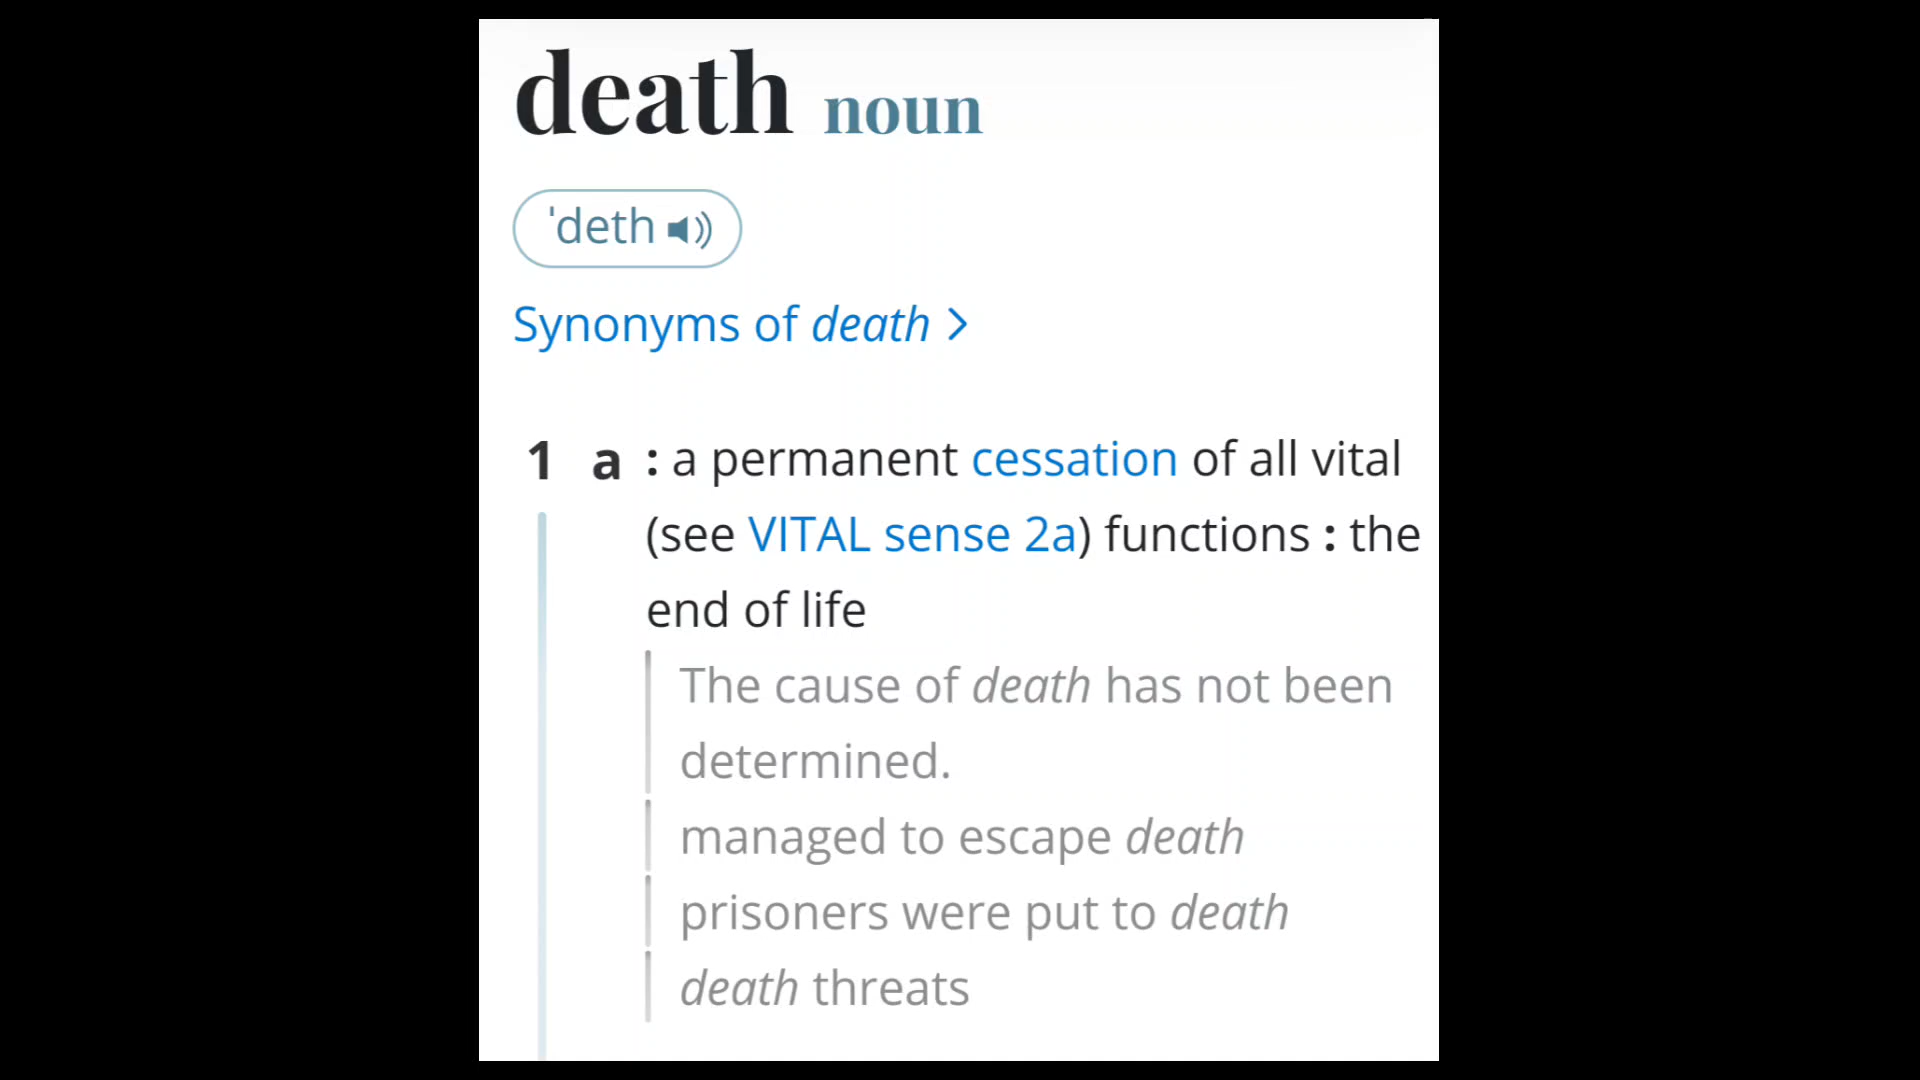 death noun
ˈdeth
Synonyms of death
1 a : a permanent cessation of all vital
(see VITAL sense 2a) functions : the
end of life
The cause of death has not been
determined.
managed to escape death
prisoners were put to death
death threats